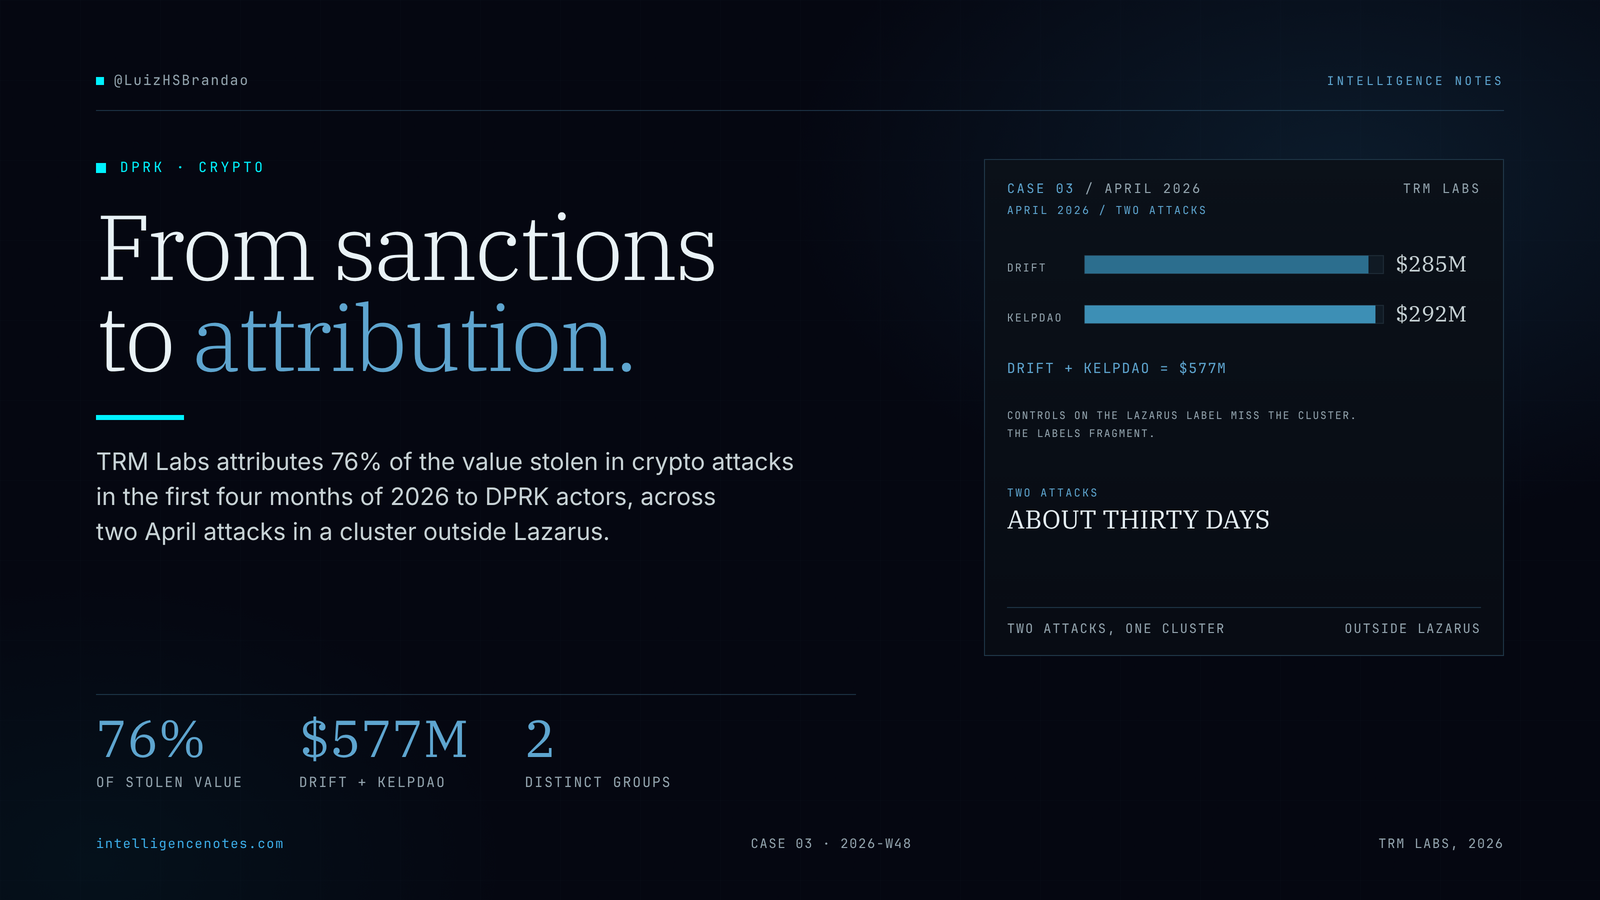 @LuizHSBrandao
INTELLIGENCE NOTES
DPRK · CRYPTO
From sanctions
to attribution.
TRM Labs attributes 76% of the value stolen in crypto attacks
in the first four months of 2026 to DPRK actors, across
two April attacks in a cluster outside Lazarus.
CASE 03 / APRIL 2026
TRM LABS
APRIL 2026 / TWO ATTACKS
DRIFT
$285M
KELPDAO
$292M
DRIFT + KELPDAO = $577M
CONTROLS ON THE LAZARUS LABEL MISS THE CLUSTER.
THE LABELS FRAGMENT.
TWO ATTACKS
ABOUT THIRTY DAYS
TWO ATTACKS, ONE CLUSTER
OUTSIDE LAZARUS
76%
OF STOLEN VALUE
$577M
DRIFT + KELPDAO
2
DISTINCT GROUPS
intelligencenotes.com
CASE 03 · 2026-W48
TRM LABS, 2026